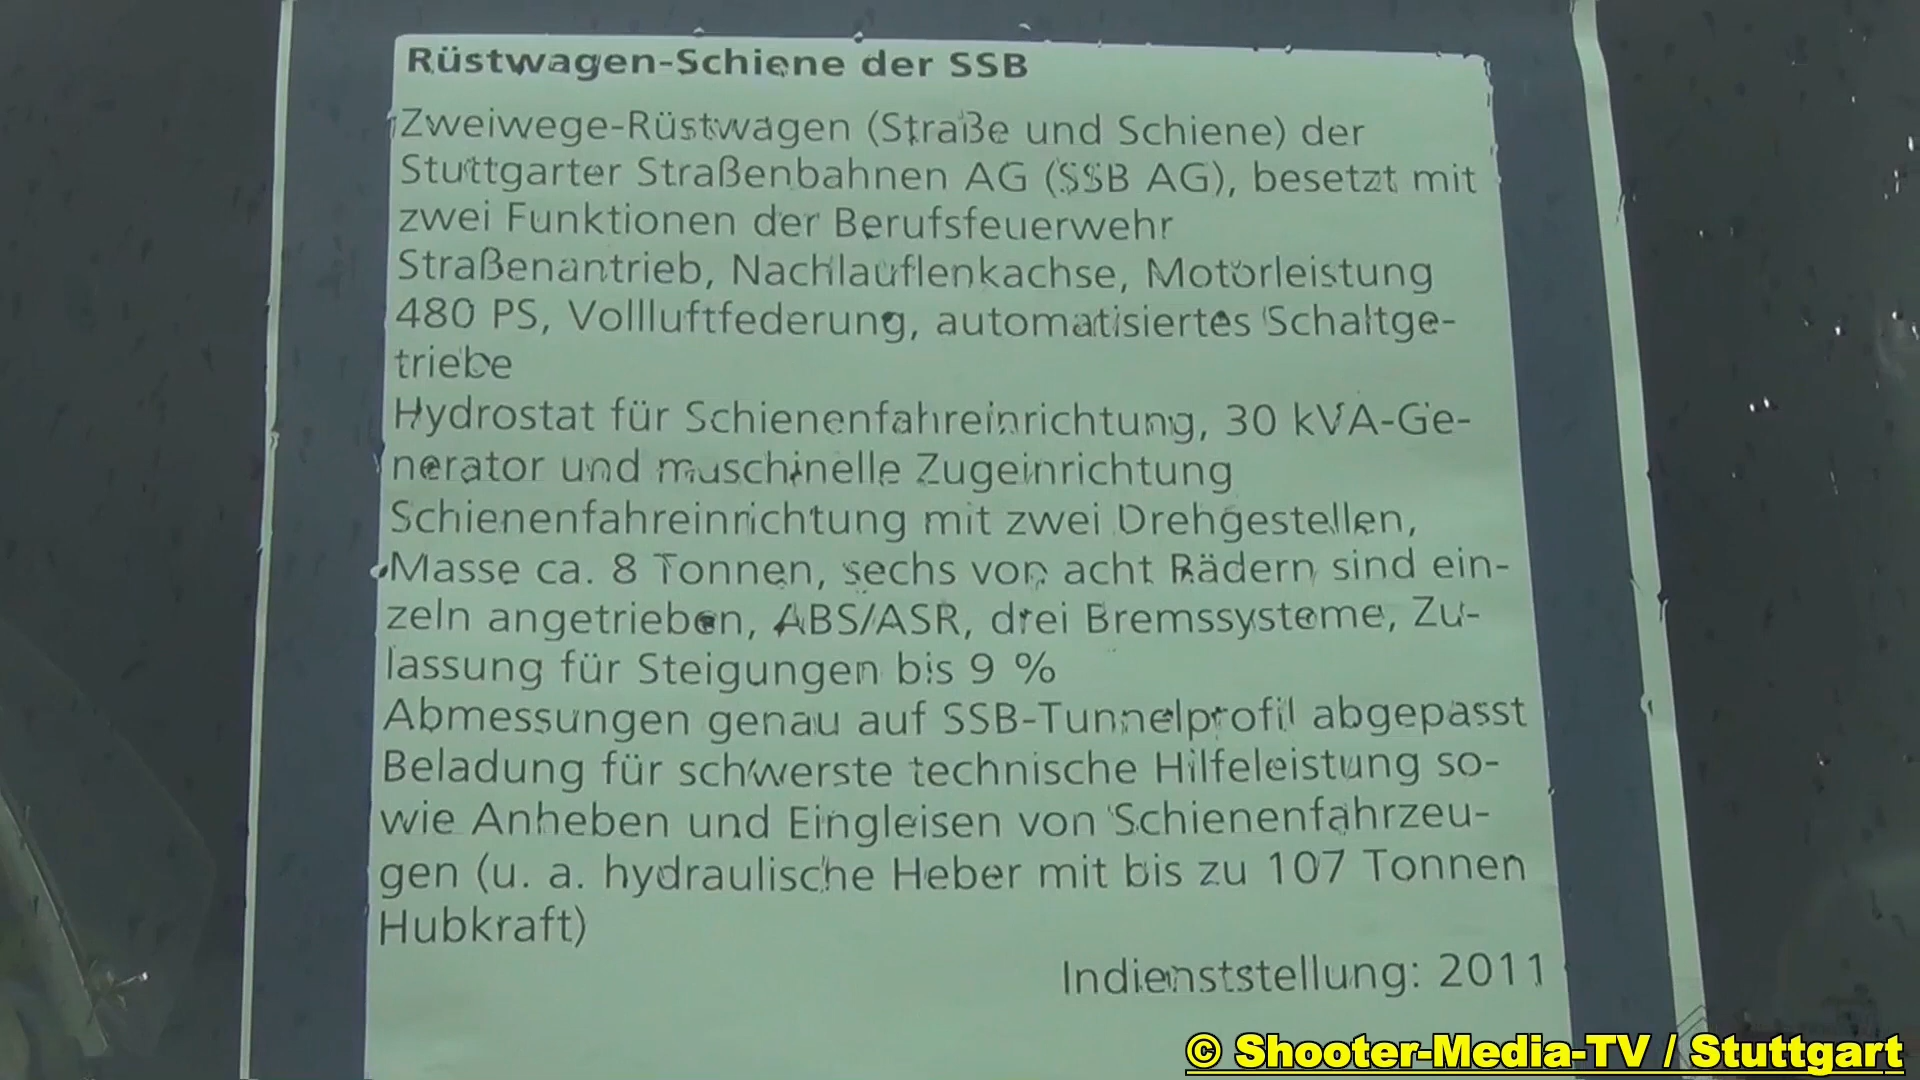 Rüstwagen-Schiene der SSB
Zweiwege-Rüstwagen (Straße und Schiene) der
Stuttgarter Straßenbahnen AG (SSB AG), besetzt mit
zwei Funktionen der Berufsfeuerwehr
Straßenantrieb, Nachlauflenkachse, Motorleistung
480 PS, Vollluftfederung, automatisiertes Schaltge-
triebe
Hydrostat für Schienenfahreinrichtung, 30 kVA-Ge-
nerator und maschinelle Zugeinrichtung
Schienenfahreinrichtung mit zwei Drehgestellen,
Masse ca. 8 Tonnen, sechs von acht Rädern sind ein-
zeln angetrieben, ABS/ASR, drei Bremssysteme, Zu-
lassung für Steigungen bis 9 %
Abmessungen genau auf SSB-Tunnelprofil abgepasst
Beladung für schwerste technische Hilfeleistung so-
wie Anheben und Eingleisen von Schienenfahrzeu-
gen (u. a. hydraulische Heber mit bis zu 107 Tonnen
Hubkraft)
Indienststellung: 2011
© Shooter-Media-TV / Stuttgart